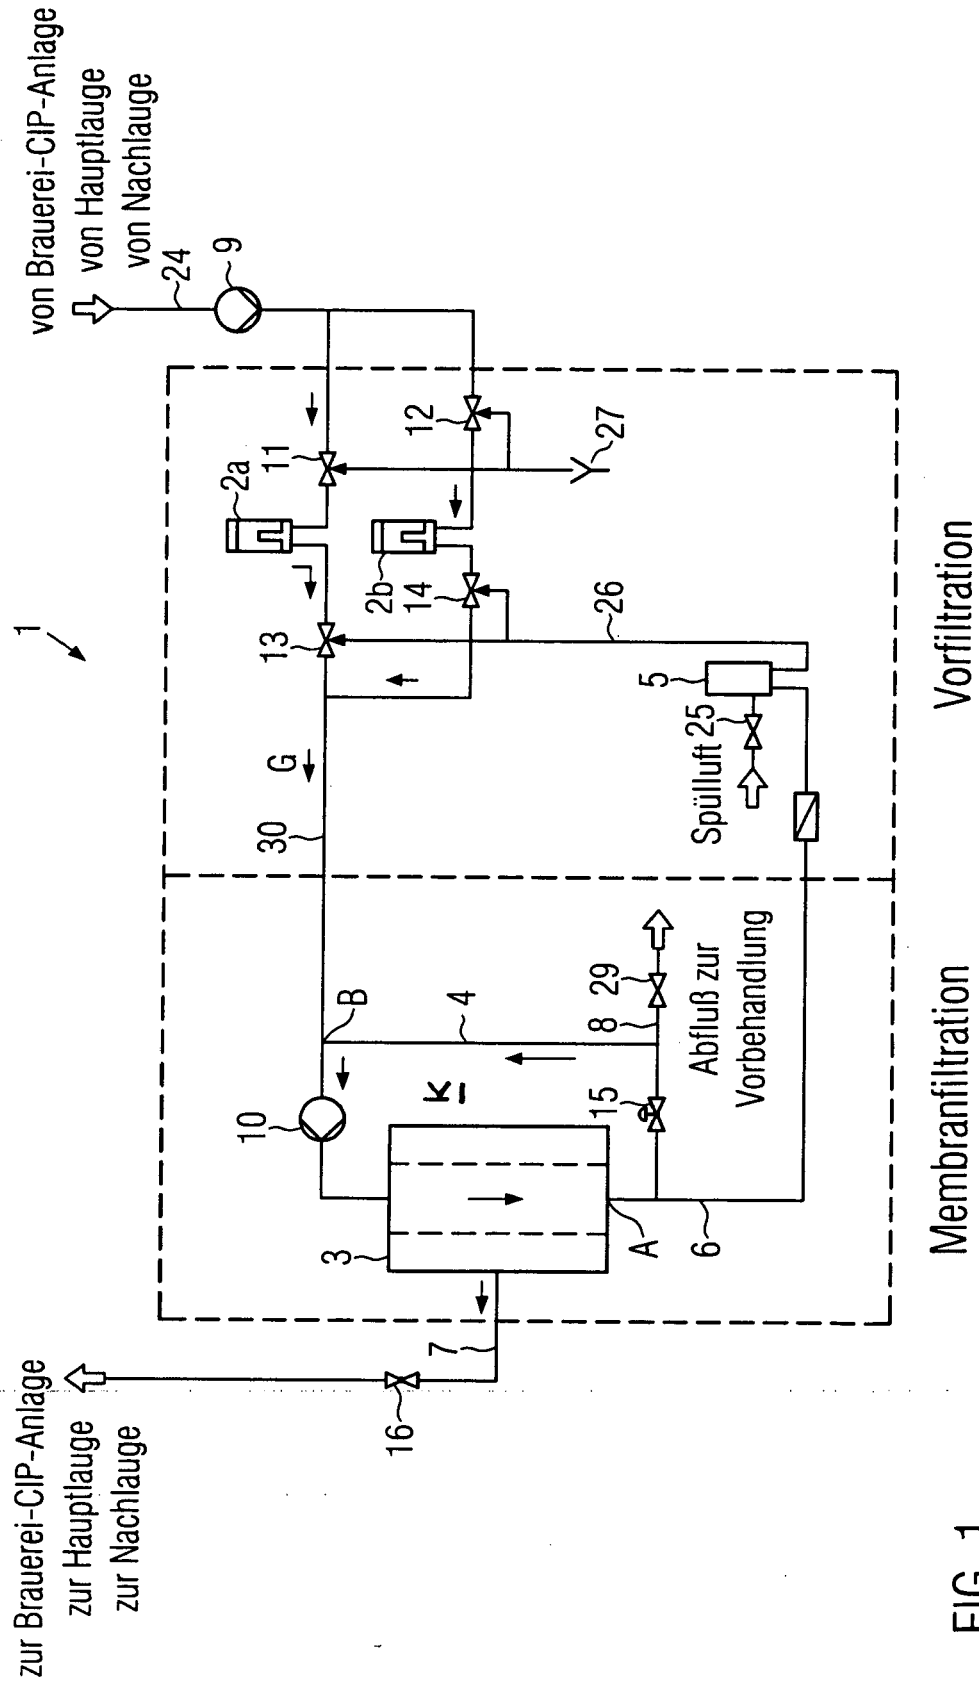 von Brauerei-CIP-Anlage
von Hauptlauge
von Nachlauge
24
9
zur Brauerei-CIP-Anlage
zur Hauptlauge
zur Nachlauge
1
2a
11
12
27
13
2b
14
26
5
25
Spülluft
G
30
B
4
10
K
15
8
29
Abfluß zur
Vorbehandlung
3
A
6
7
16
Membranfiltration
Vorfiltration
FIG. 1